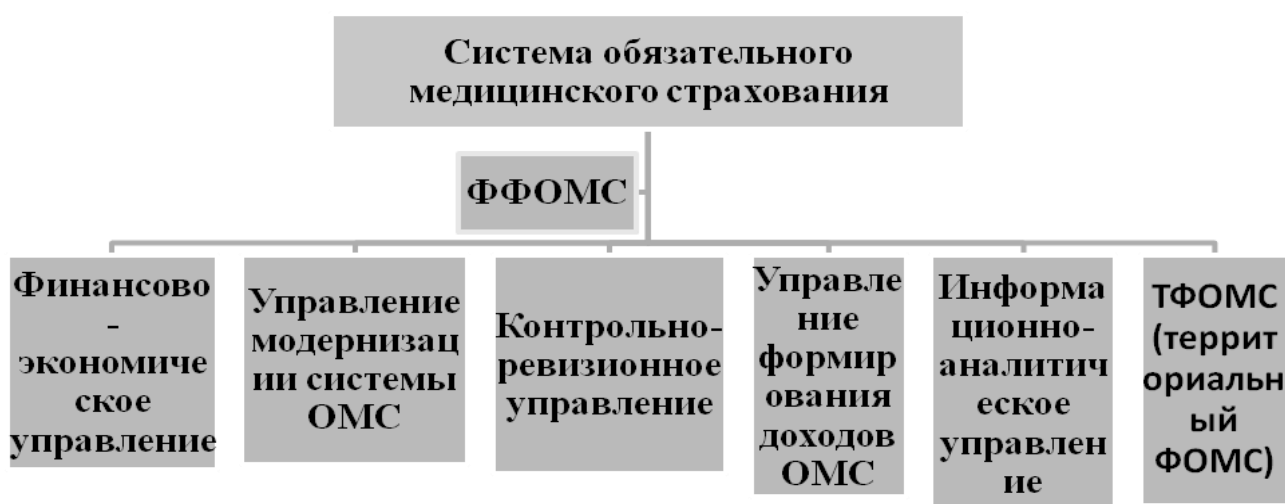 Система обязательного
медицинского страхования
ФФОМС
Финансово
-
экономиче
ское
управление
Управление
модернизац
ии системы
ОМС
Контрольно-
ревизионное
управление
Управле
ние
формир
ования
доходов
ОМС
Информа
ционно-
аналитич
еское
управлен
ие
ТФОМС
(террит
ориальн
ый
ФОМС)